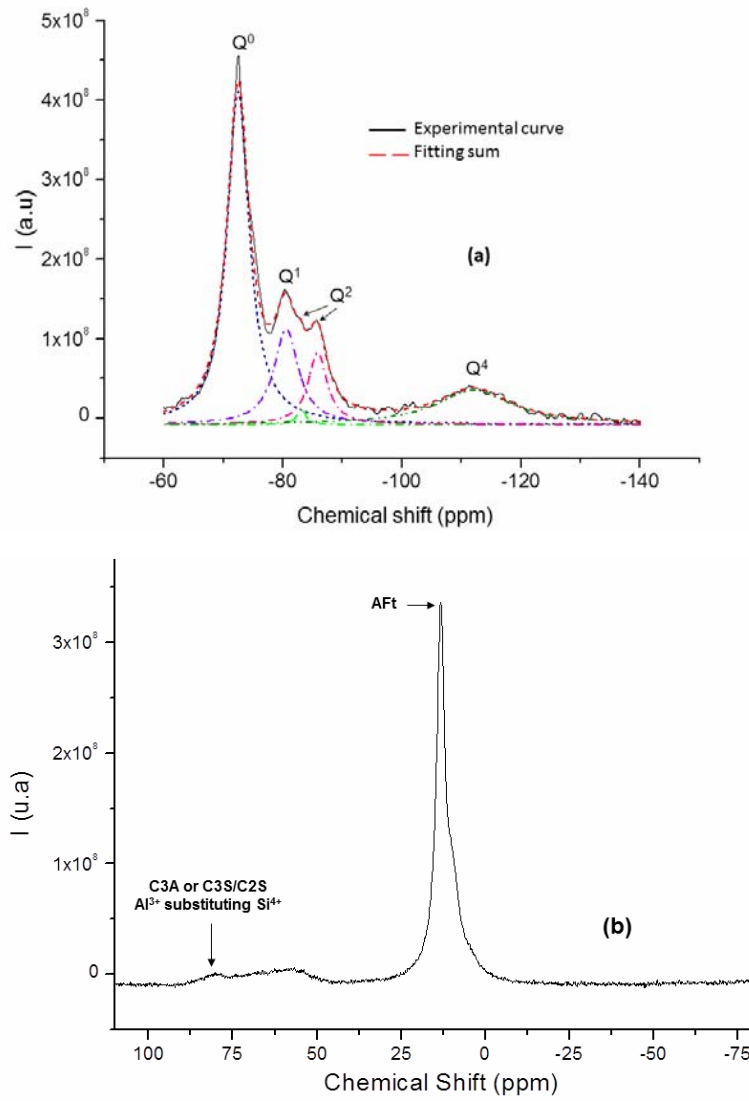 5x10⁸
4x10⁸
3x10⁸
2x10⁸
1x10⁸
0
I (a.u)
Q⁰
Q¹
Q²
Q⁴
Experimental curve
Fitting sum
(a)
-60
-80
-100
-120
-140
Chemical shift (ppm)
3x10⁸
2x10⁸
1x10⁸
0
I (u.a)
AFt
C3A or C3S/C2S
Al³⁺ substituting Si⁴⁺
(b)
100
75
50
25
0
-25
-50
-75
Chemical Shift (ppm)